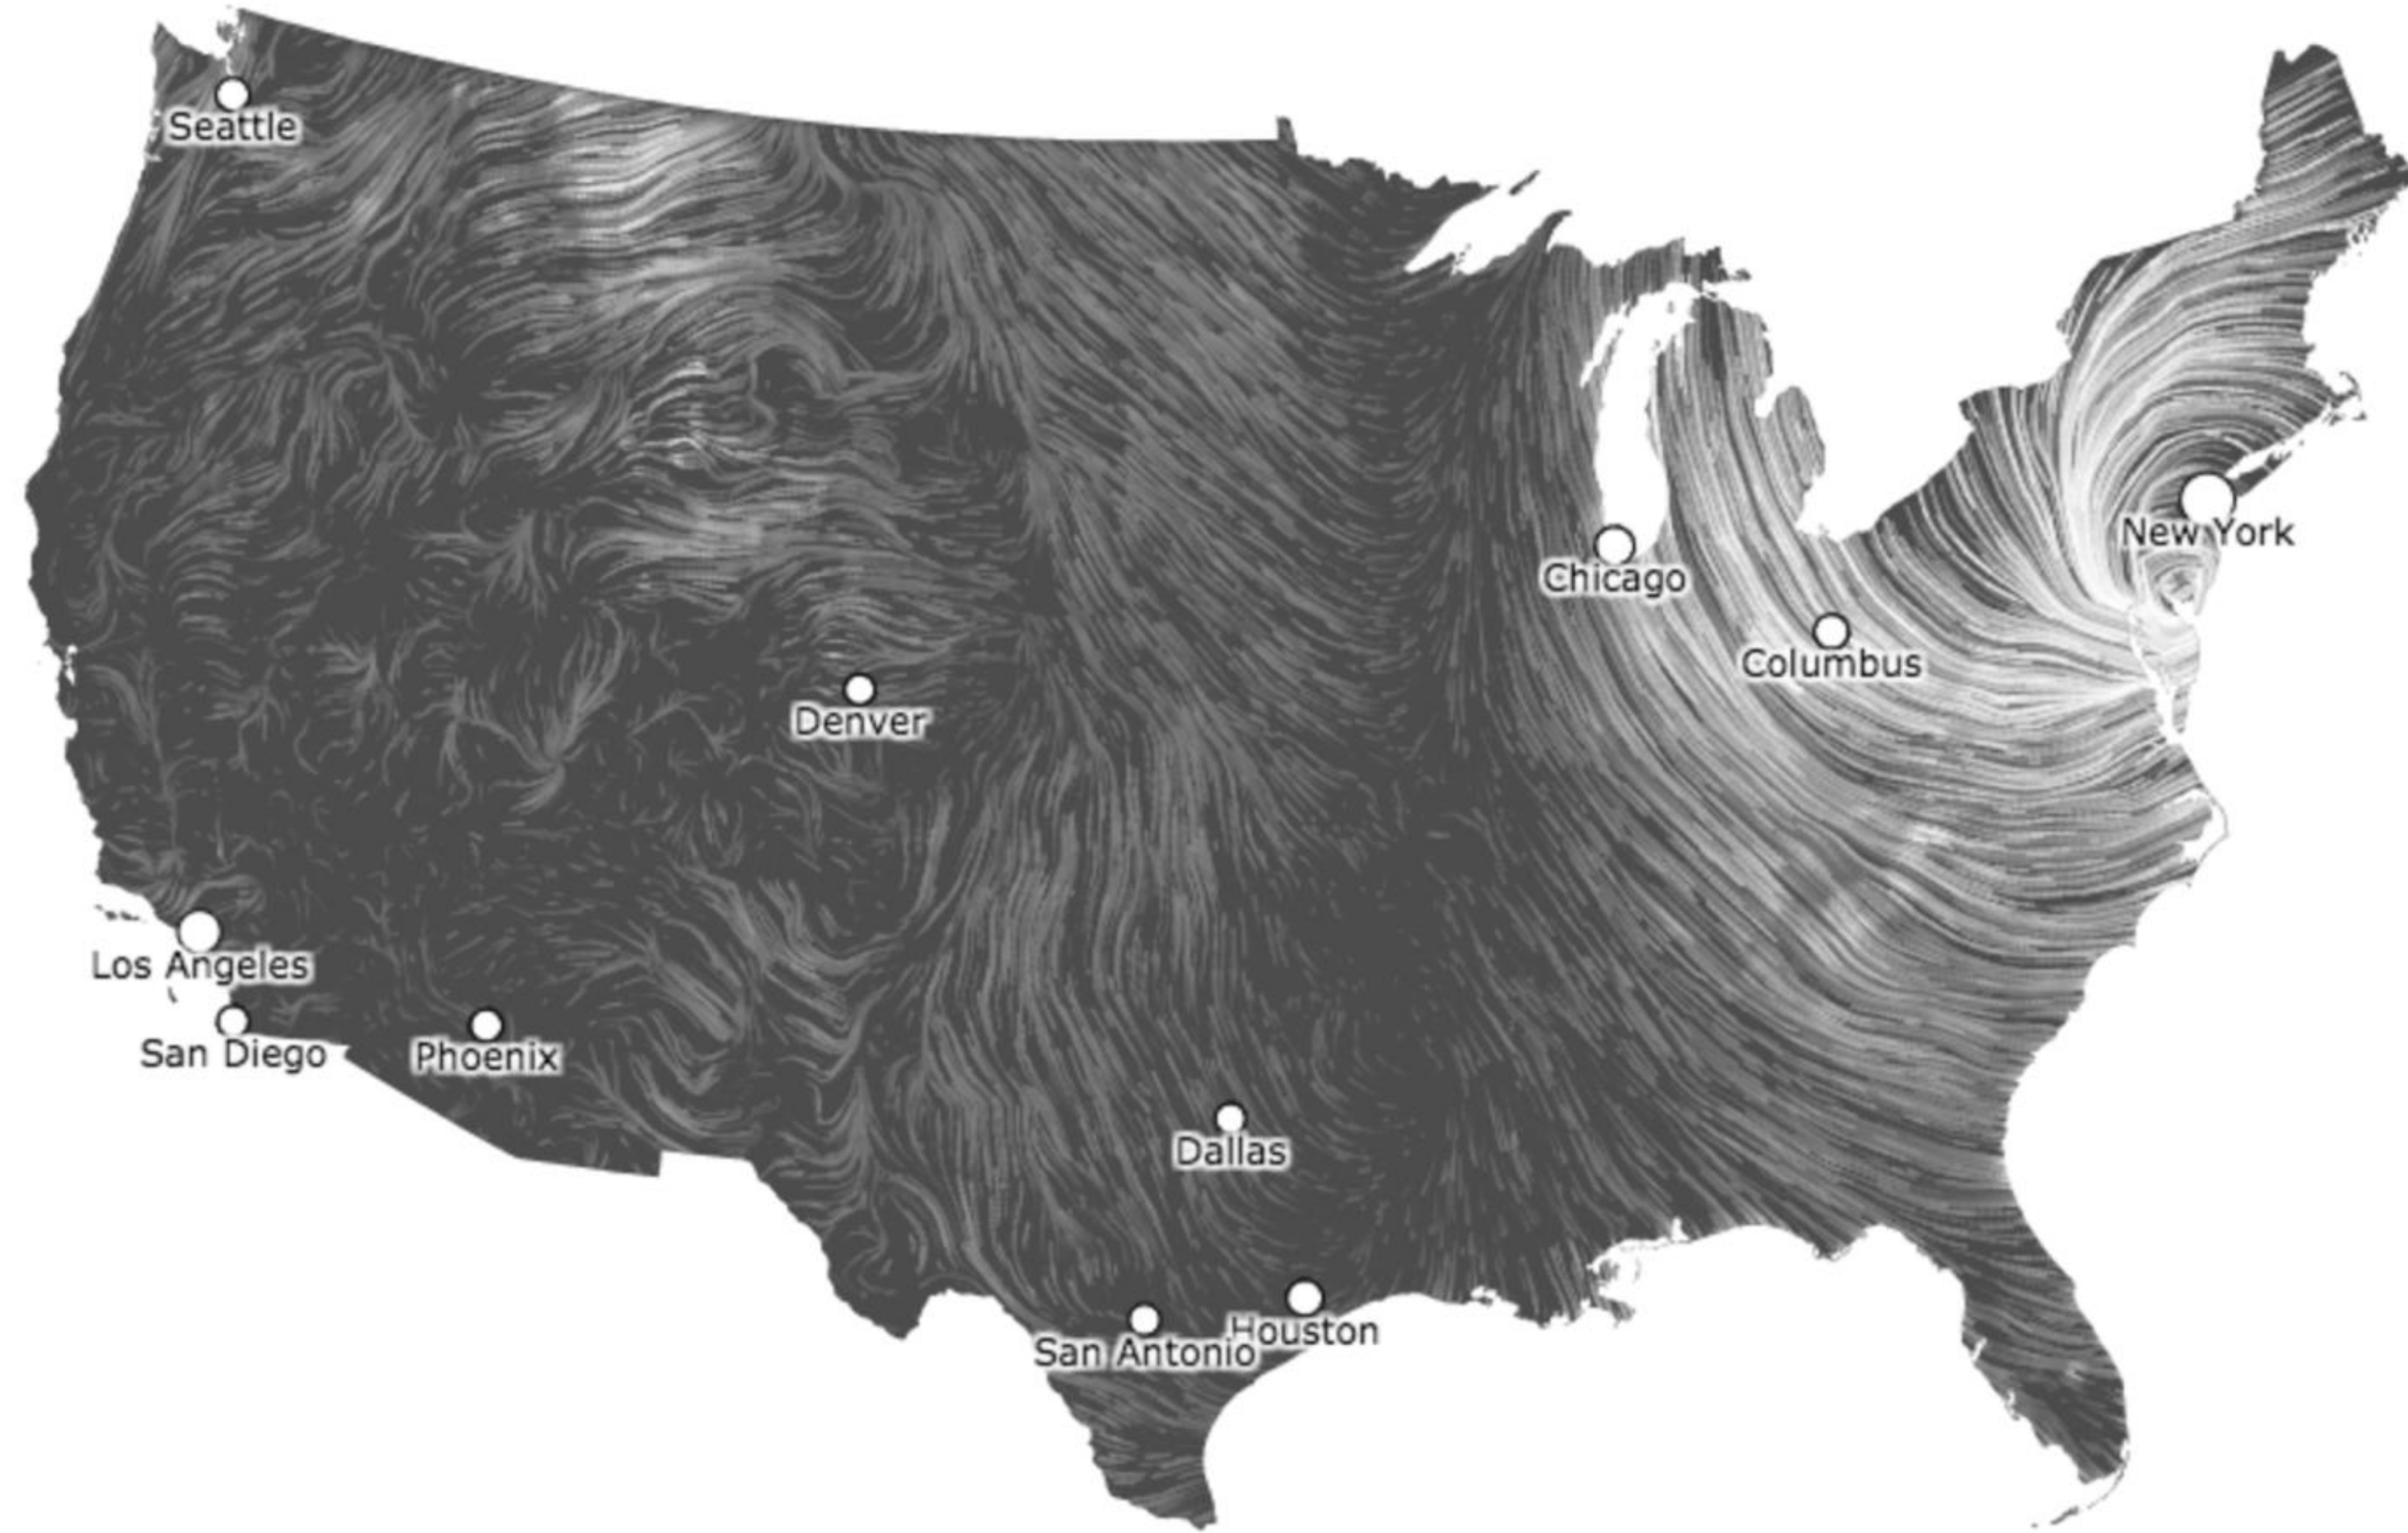 Seattle
New York
Chicago
Columbus
Denver
Los Angeles
San Diego
Phoenix
Dallas
Houston
San Antonio